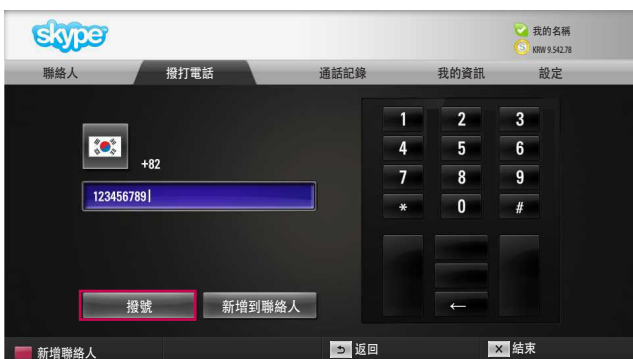 skype
我的名稱
KRW 9.542.78
聯絡人 撥打電話 通話記錄 我的資訊 設定
+82
123456789
1 2 3
4 5 6
7 8 9
* 0 #
←
撥號 新增到聯絡人
新增聯絡人 返回 × 結束